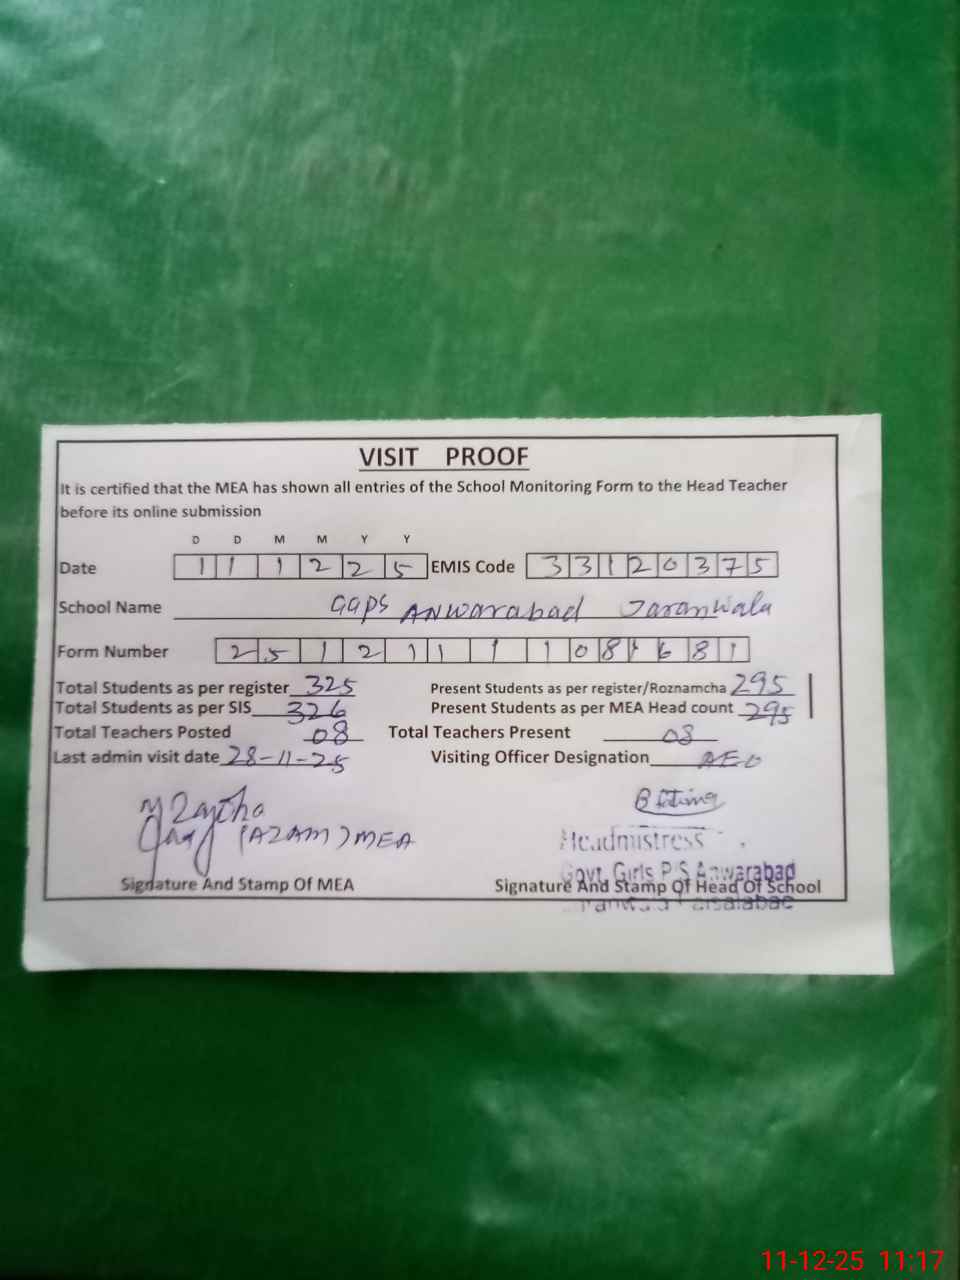 VISIT PROOF
It is certified that the MEA has shown all entries of the School Monitoring Form to the Head Teacher
before its online submission
D D M M Y Y
Date 1 1 1 2 2 5 EMIS Code 3 3 1 2 0 3 7 5
School Name GGPS ANWarabad Jaranwala
Form Number 2 5 1 2 1 1 1 1 0 8 1 6 8 1
Total Students as per register 325 Present Students as per register/Roznamcha 295
Total Students as per SIS 326 Present Students as per MEA Head count 295
Total Teachers Posted 08 Total Teachers Present 08
Last admin visit date 28-11-25 Visiting Officer Designation AEO
(AZAM) MEA
Headmistress
Govt. Girls P/S Anwarabad
Signature And Stamp Of MEA Signature And Stamp Of Head Of School
Faisalabad
11-12-25 11:17